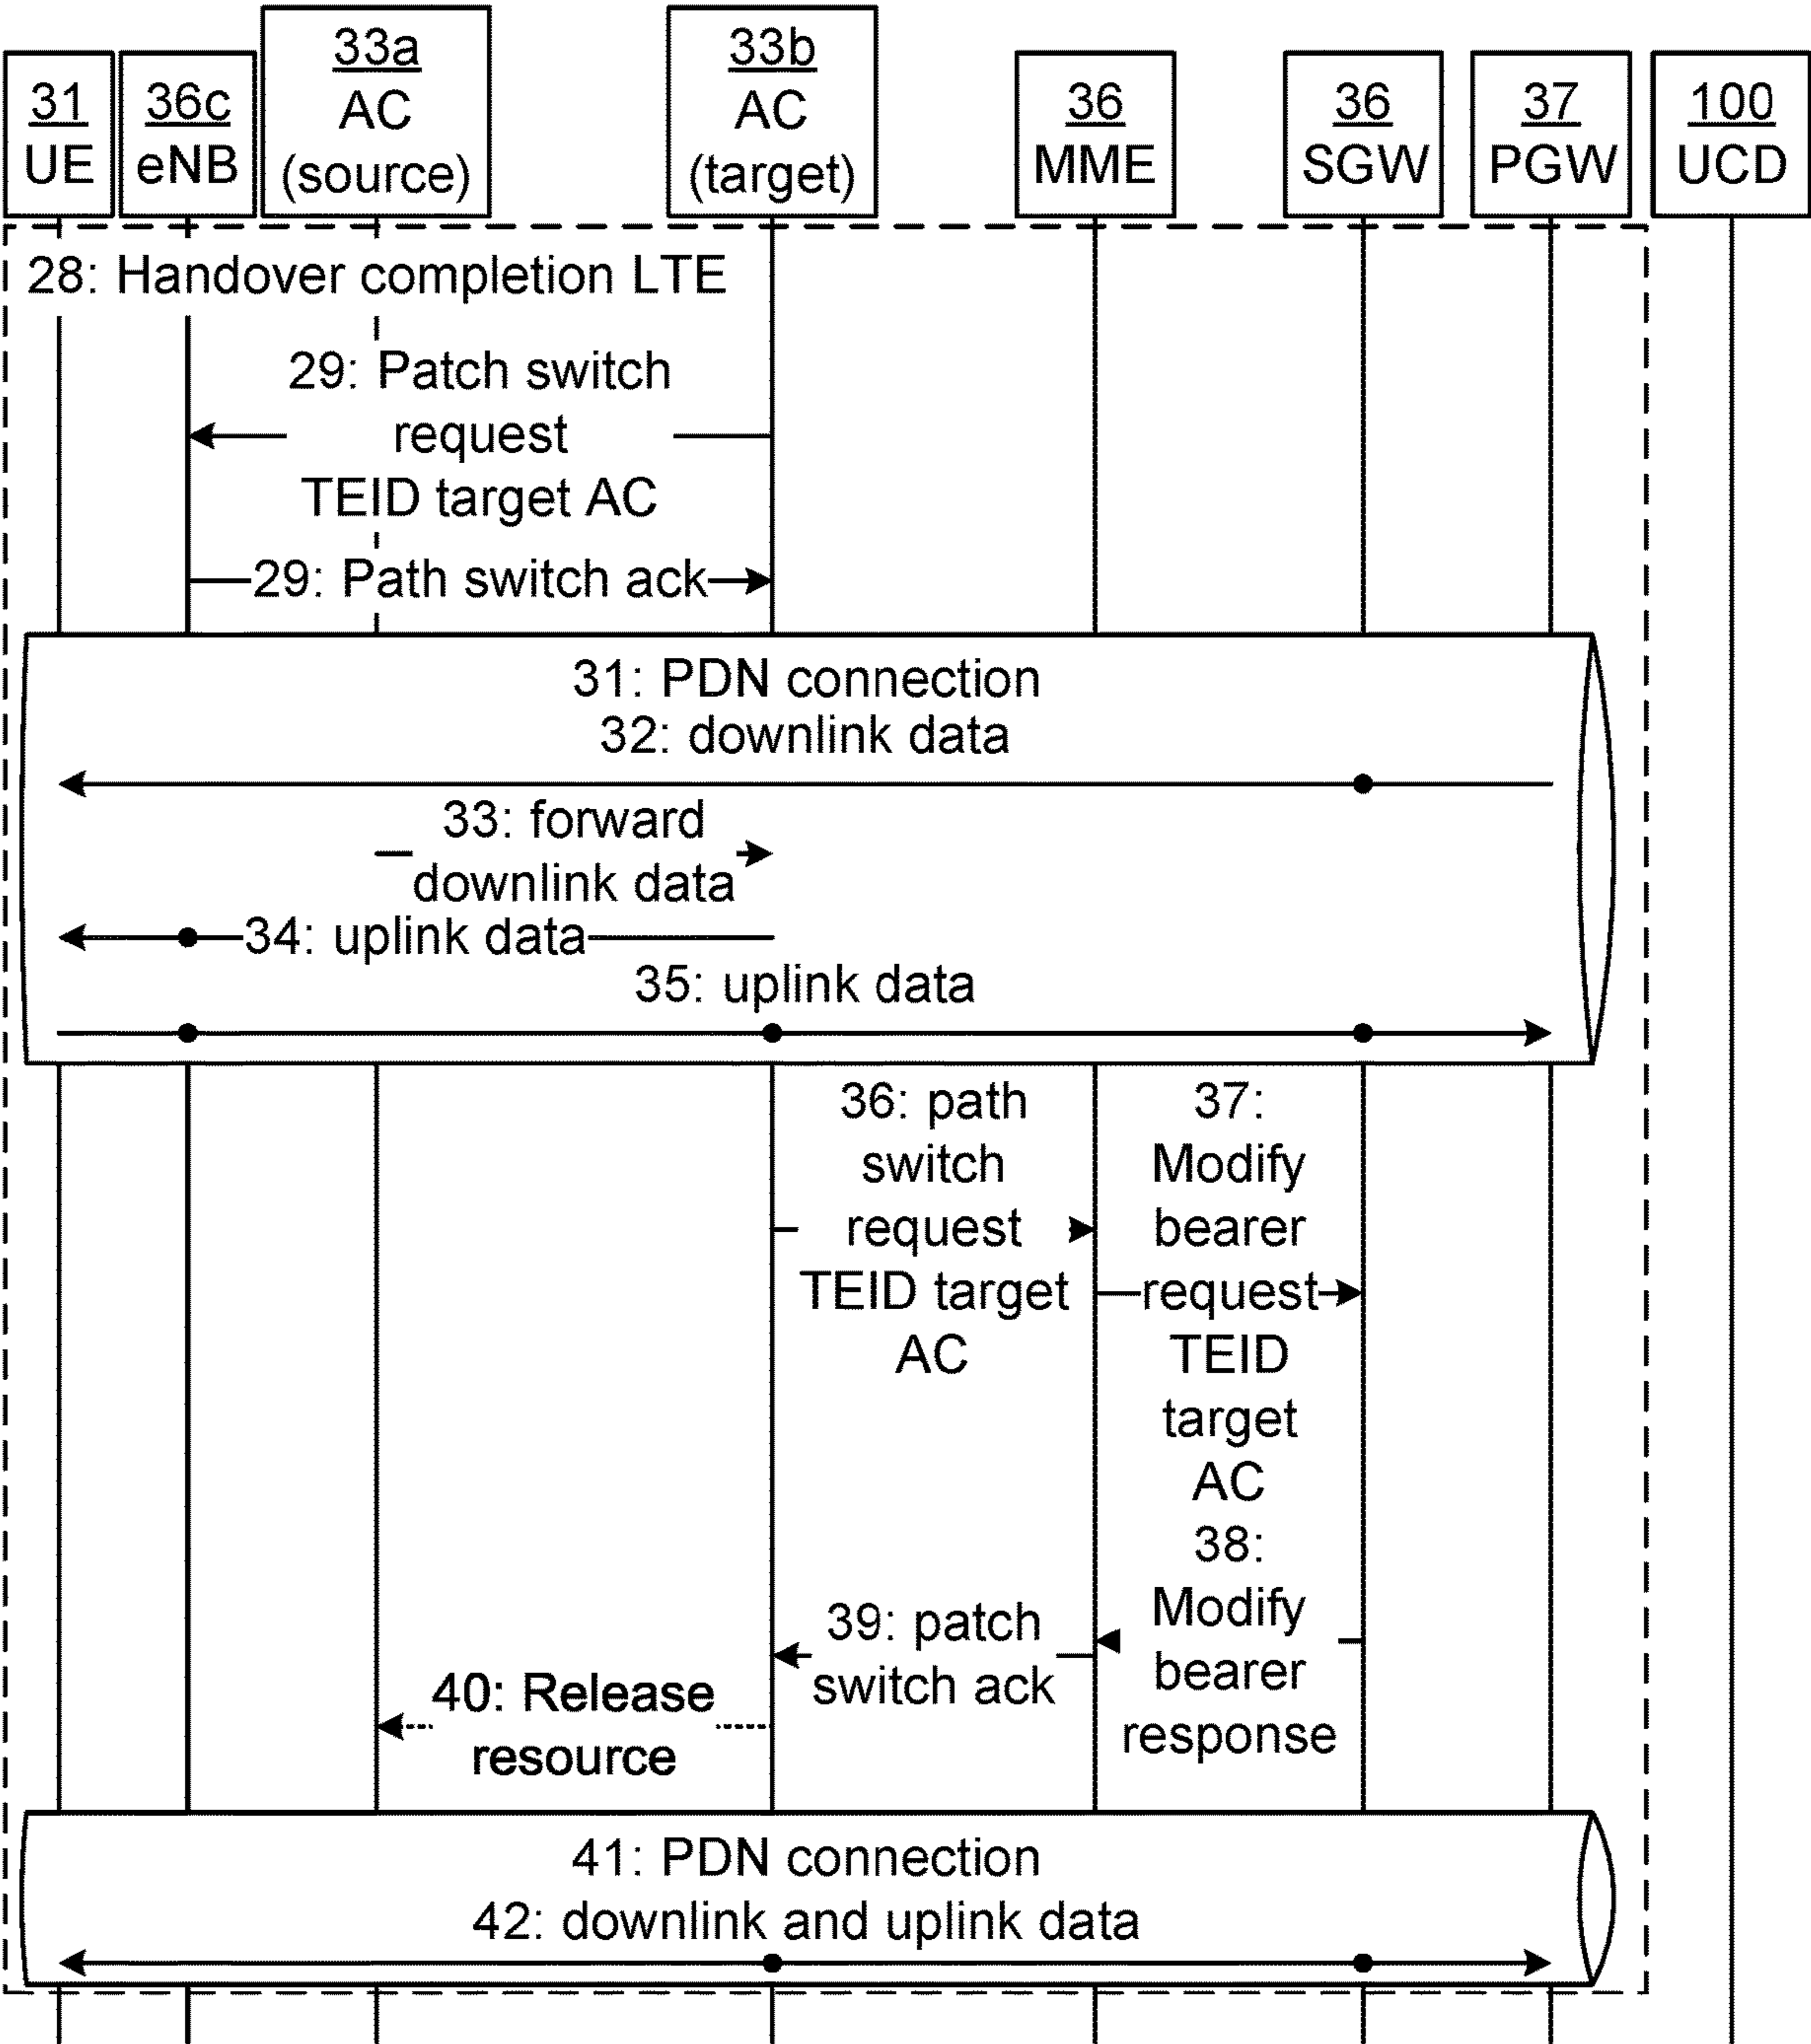 31
UE
36c
eNB
33a
AC
(source)
33b
AC
(target)
36
MME
36
SGW
37
PGW
100
UCD
28: Handover completion LTE
29: Patch switch
request
TEID target AC
29: Path switch ack
31: PDN connection
32: downlink data
33: forward
downlink data
34: uplink data
35: uplink data
36: path
switch
request
TEID target
AC
37:
Modify
bearer
request
TEID
target
AC
38:
Modify
bearer
response
39: patch
switch ack
40: Release
resource
41: PDN connection
42: downlink and uplink data